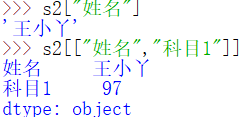 >>> s2["姓名"]
'王小丫'
>>> s2[["姓名","科目1"]]
姓名    王小丫
科目1     97
dtype: object